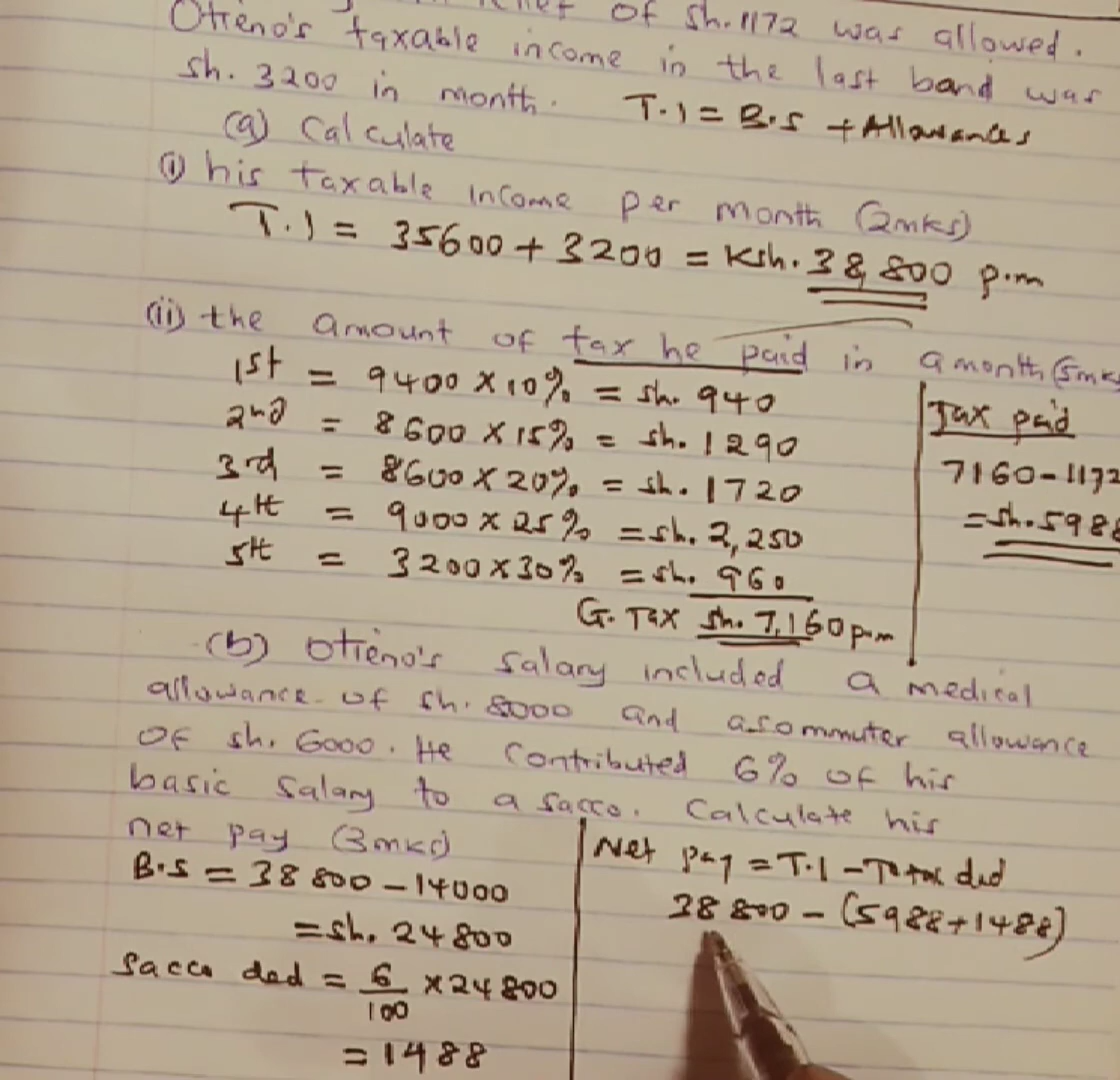 relief of sh. 1172 was allowed.
Otieno's taxable income in the last band was
sh. 3200 in month. T.I = B.S + Allowances
(a) Calculate
(i) his taxable income per month (2mks)
T.I = 35600 + 3200 = Ksh. 38,800 p.m
(ii) the amount of tax he paid in a month (5mks
1st = 9400 x 10% = sh. 940
2nd = 8600 x 15% = sh. 1290
3rd = 8600 x 20% = sh. 1720
4th = 9000 x 25% = sh. 2,250
5th = 3200 x 30% = sh. 960
G. Tax sh. 7,160 p.m
Tax paid
7160 - 1172
= sh. 5988
(b) Otieno's salary included a medical
allowance of sh. 8000 and a commuter allowance
of sh. 6000. He contributed 6% of his
basic salary to a sacco. Calculate his
net pay (3mks)
B.S = 38800 - 14000
= sh. 24800
Sacco ded = 6/100 x 24800
= 1488
Net pay = T.I - Total ded
38800 - (5988 + 1488)